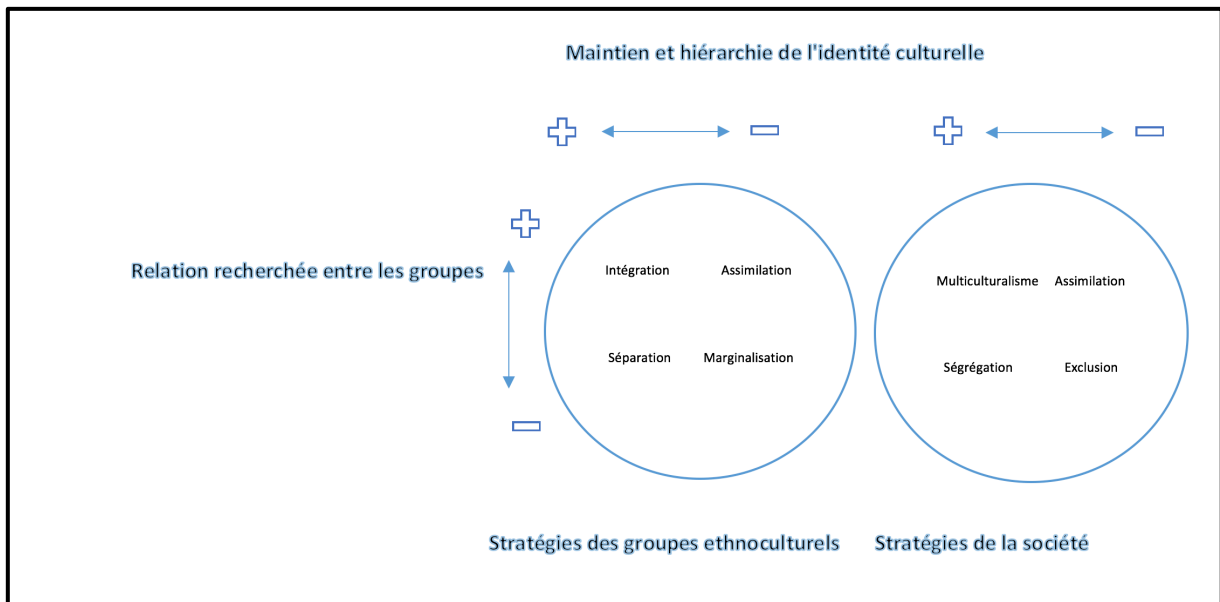 Maintien et hiérarchie de l'identité culturelle
Relation recherchée entre les groupes
Intégration Assimilation
Séparation Marginalisation
Multiculturalisme Assimilation
Ségrégation Exclusion
Stratégies des groupes ethnoculturels
Stratégies de la société